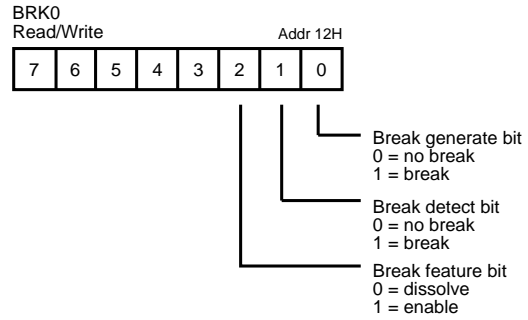 BRK0
Read/Write Addr 12H
7 6 5 4 3 2 1 0
Break generate bit
0 = no break
1 = break
Break detect bit
0 = no break
1 = break
Break feature bit
0 = dissolve
1 = enable